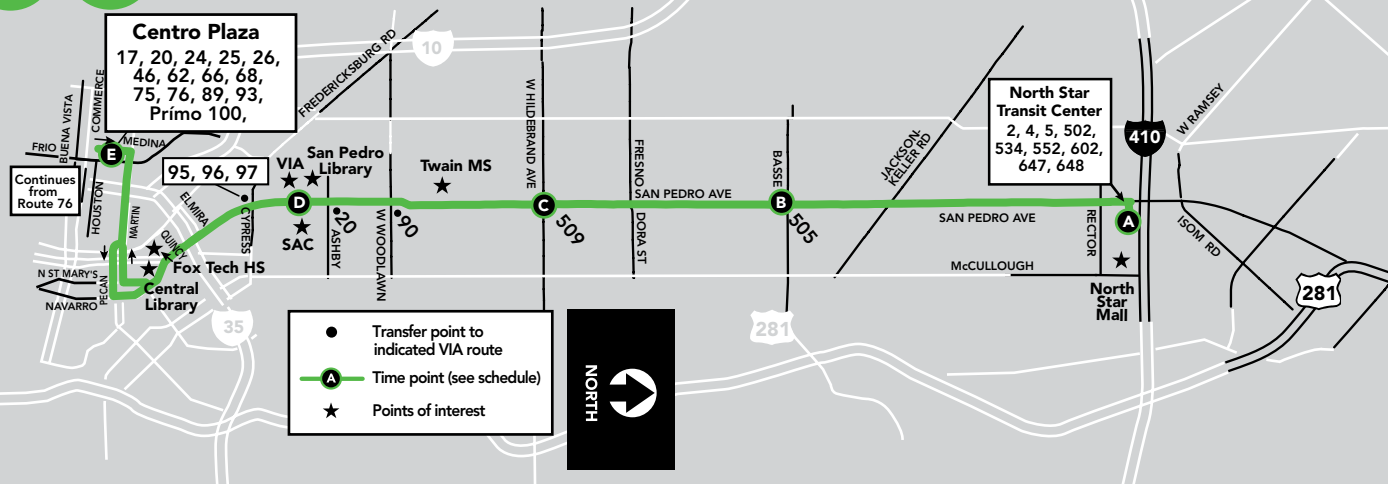 Centro Plaza
17, 20, 24, 25, 26,
46, 62, 66, 68,
75, 76, 89, 93,
Prímo 100,
FREDERICKSBURG RD
10
COMMERCE
BUENA VISTA
FRIO
MEDINA
E
Continues
from
Route 76
HOUSTON
MARTIN
95, 96, 97
ELMIRA
QUINCY
CYPRESS
VIA
San Pedro
Library
D
SAC
20
ASHBY
W WOODLAWN
90
Twain MS
W HILDEBRAND AVE
C
509
FRESNO
SAN PEDRO AVE
DORA ST
BASSE
B
505
JACKSON-
KELLER RD
SAN PEDRO AVE
North Star
Transit Center
2, 4, 5, 502,
534, 552, 602,
647, 648
410
W RAMSEY
A
RECTOR
ISOM RD
McCULLOUGH
North
Star
Mall
281
281
Fox Tech HS
Central
Library
N ST MARY'S
NAVARRO
PECAN
35
Transfer point to
indicated VIA route
A
Time point (see schedule)
Points of interest
NORTH